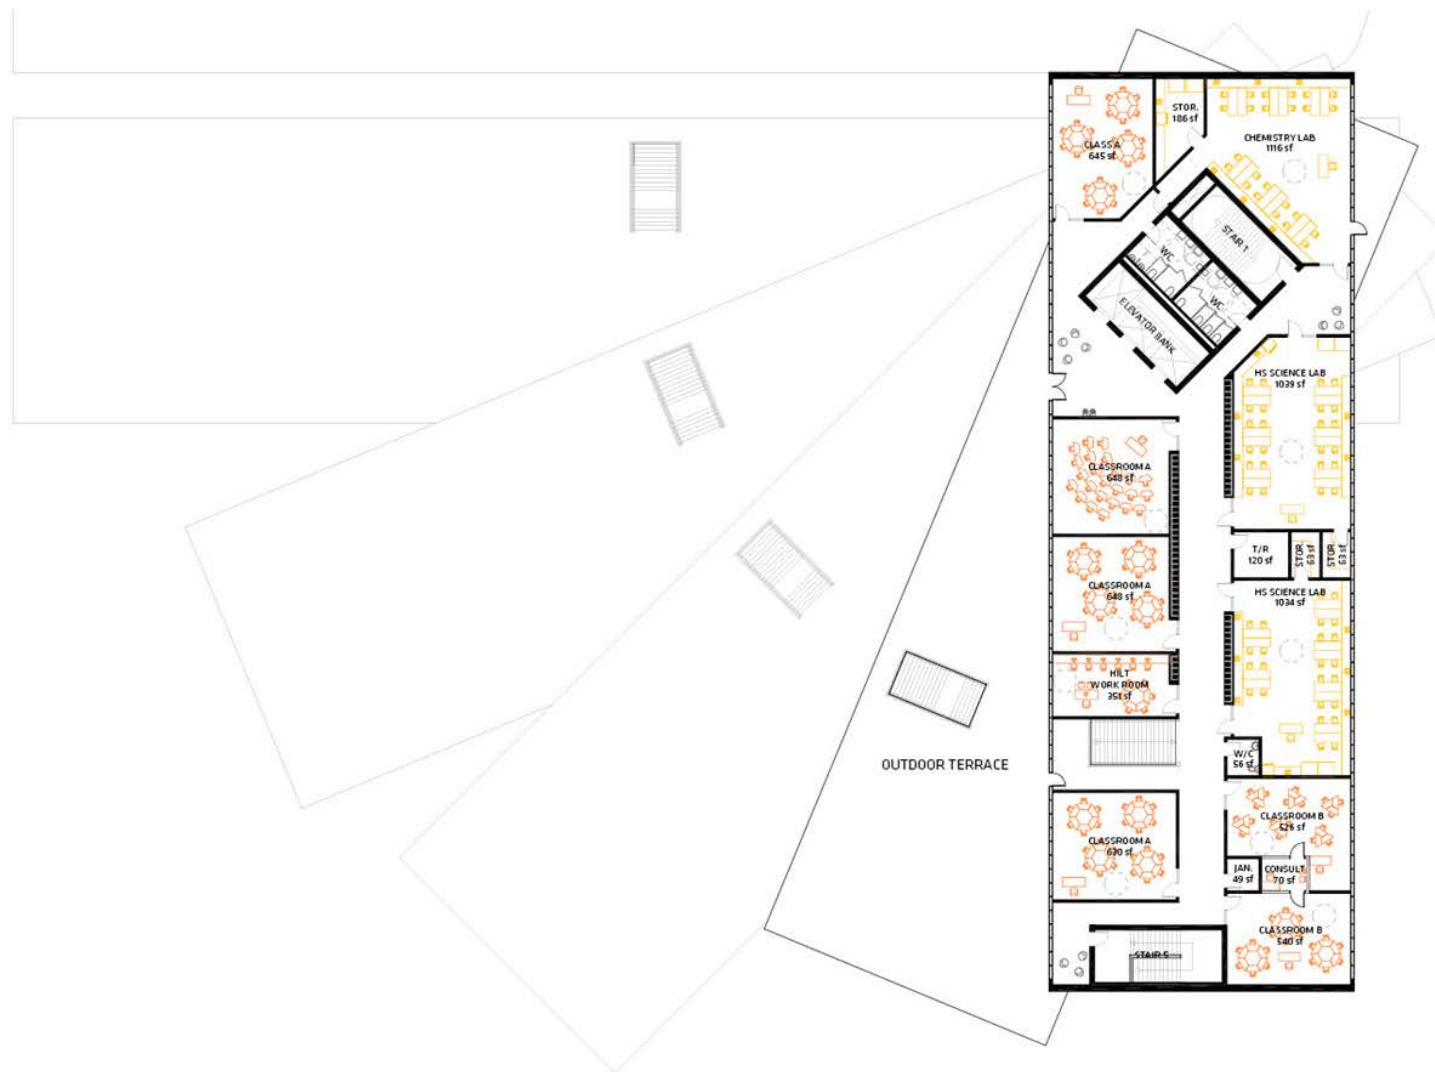 CLASS A
645 sf
STOR.
186 sf
CHEMISTRY LAB
1116 sf
STAIR 1
WC
WC
ELEVATOR BANK
HS SCIENCE LAB
1039 sf
CLASSROOM A
648 sf
T/R
120 sf
STOR.
63 sf
STOR.
63 sf
CLASSROOM A
648 sf
HS SCIENCE LAB
1034 sf
HILT
WORK ROOM
351 sf
OUTDOOR TERRACE
W/C
56 sf
CLASSROOM B
526 sf
CLASSROOM A
630 sf
JAN.
49 sf
CONSULT
70 sf
CLASSROOM B
540 sf
STAIR 5